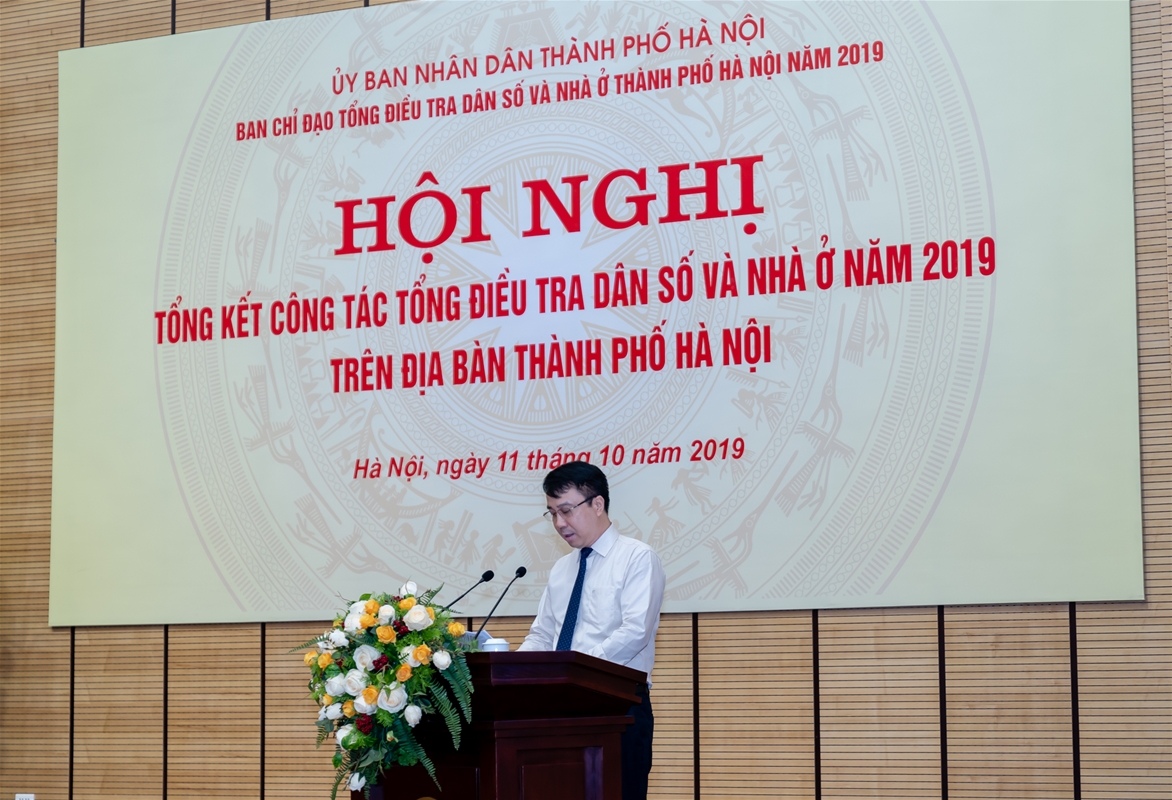 ỦY BAN NHÂN DÂN THÀNH PHỐ HÀ NỘI
BAN CHỈ ĐẠO TỔNG ĐIỀU TRA DÂN SỐ VÀ NHÀ Ở THÀNH PHỐ HÀ NỘI NĂM 2019
HỘI NGHỊ
TỔNG KẾT CÔNG TÁC TỔNG ĐIỀU TRA DÂN SỐ VÀ NHÀ Ở NĂM 2019
TRÊN ĐỊA BÀN THÀNH PHỐ HÀ NỘI
Hà Nội, ngày 11 tháng 10 năm 2019